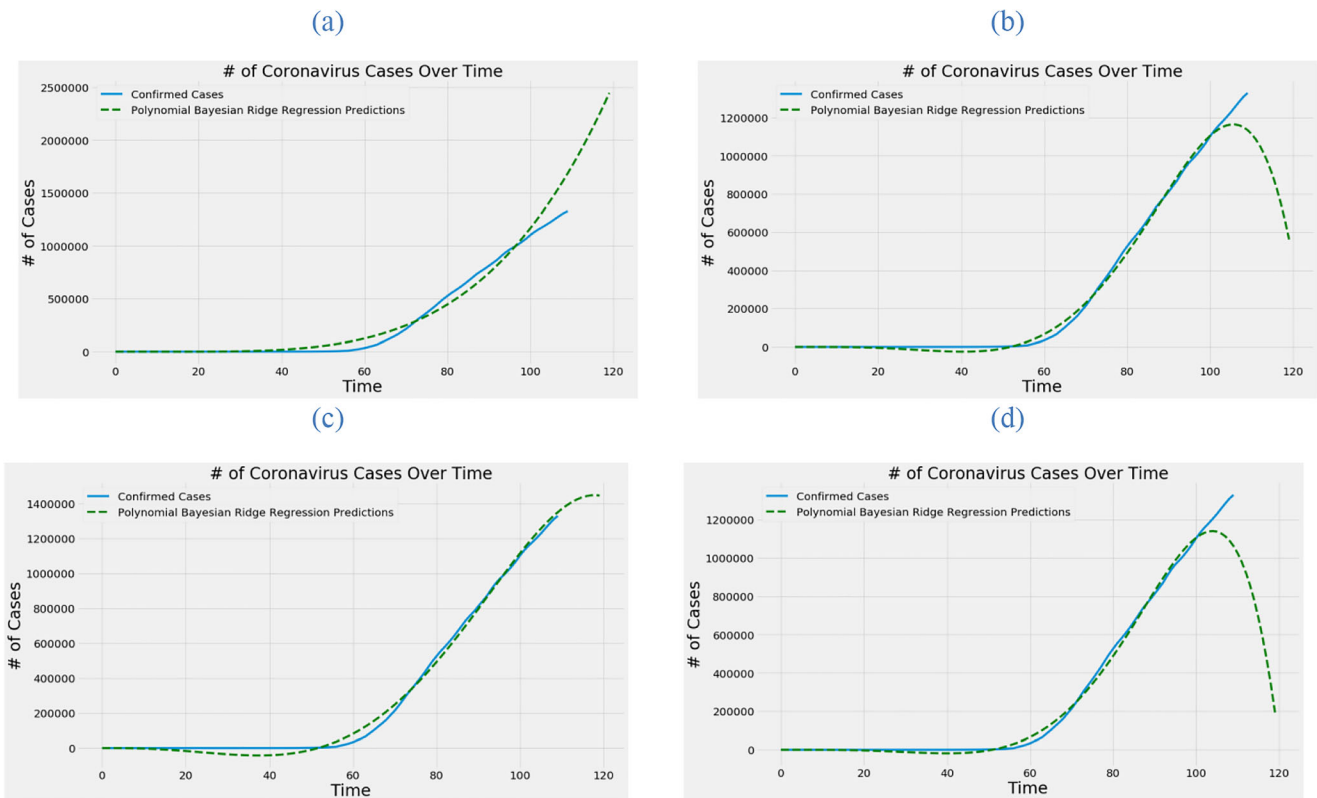 (a)
# of Coronavirus Cases Over Time
Confirmed Cases
Polynomial Bayesian Ridge Regression Predictions
2500000
2000000
1500000
1000000
500000
0
# of Cases
0 20 40 60 80 100 120
Time
(b)
# of Coronavirus Cases Over Time
Confirmed Cases
Polynomial Bayesian Ridge Regression Predictions
1200000
1000000
800000
600000
400000
200000
0
# of Cases
0 20 40 60 80 100 120
Time
(c)
# of Coronavirus Cases Over Time
Confirmed Cases
Polynomial Bayesian Ridge Regression Predictions
1400000
1200000
1000000
800000
600000
400000
200000
0
# of Cases
0 20 40 60 80 100 120
Time
(d)
# of Coronavirus Cases Over Time
Confirmed Cases
Polynomial Bayesian Ridge Regression Predictions
1200000
1000000
800000
600000
400000
200000
0
# of Cases
0 20 40 60 80 100 120
Time